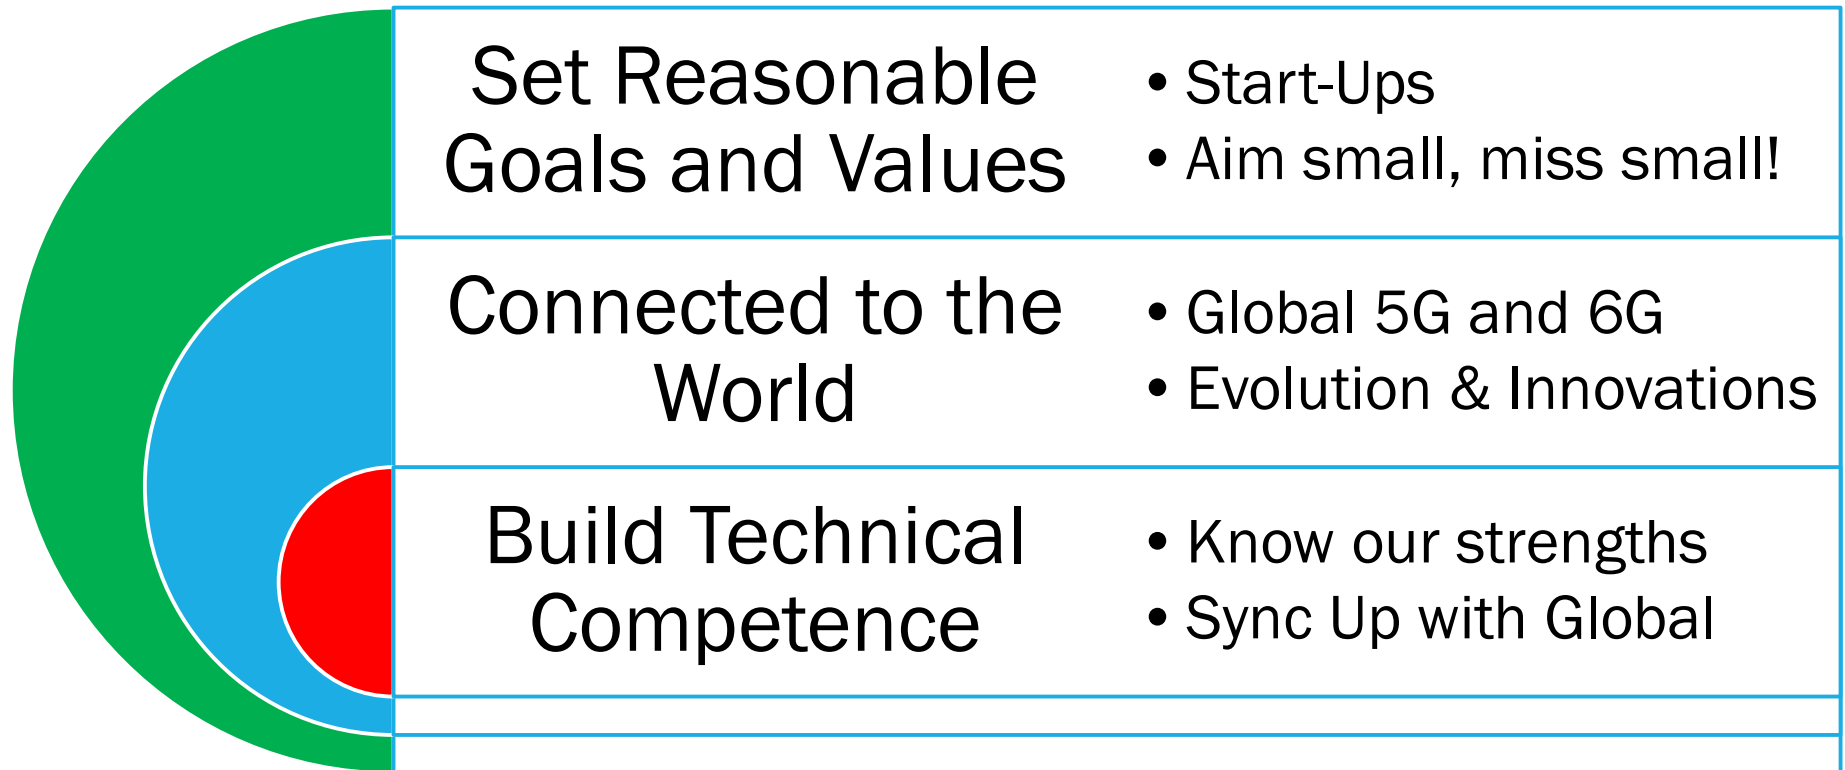 Set Reasonable
Goals and Values
• Start-Ups
• Aim small, miss small!
Connected to the
World
• Global 5G and 6G
• Evolution & Innovations
Build Technical
Competence
• Know our strengths
• Sync Up with Global